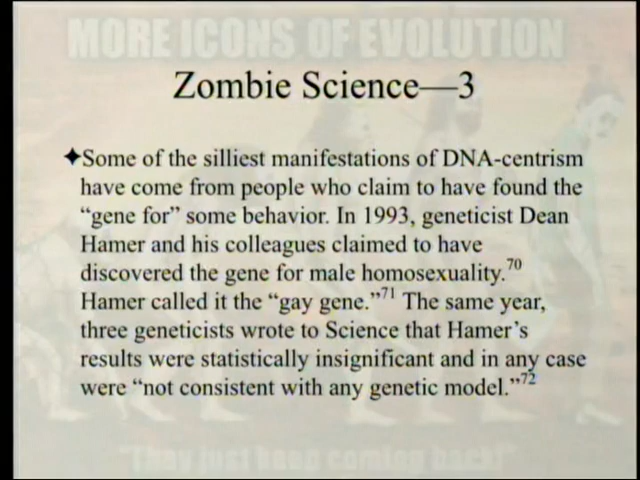 MORE ICONS OF EVOLUTION
Zombie Science—3
✦Some of the silliest manifestations of DNA-centrism
have come from people who claim to have found the
“gene for” some behavior. In 1993, geneticist Dean
Hamer and his colleagues claimed to have
discovered the gene for male homosexuality.70
Hamer called it the “gay gene.”71 The same year,
three geneticists wrote to Science that Hamer’s
results were statistically insignificant and in any case
were “not consistent with any genetic model.”72
"They just keep coming back!"